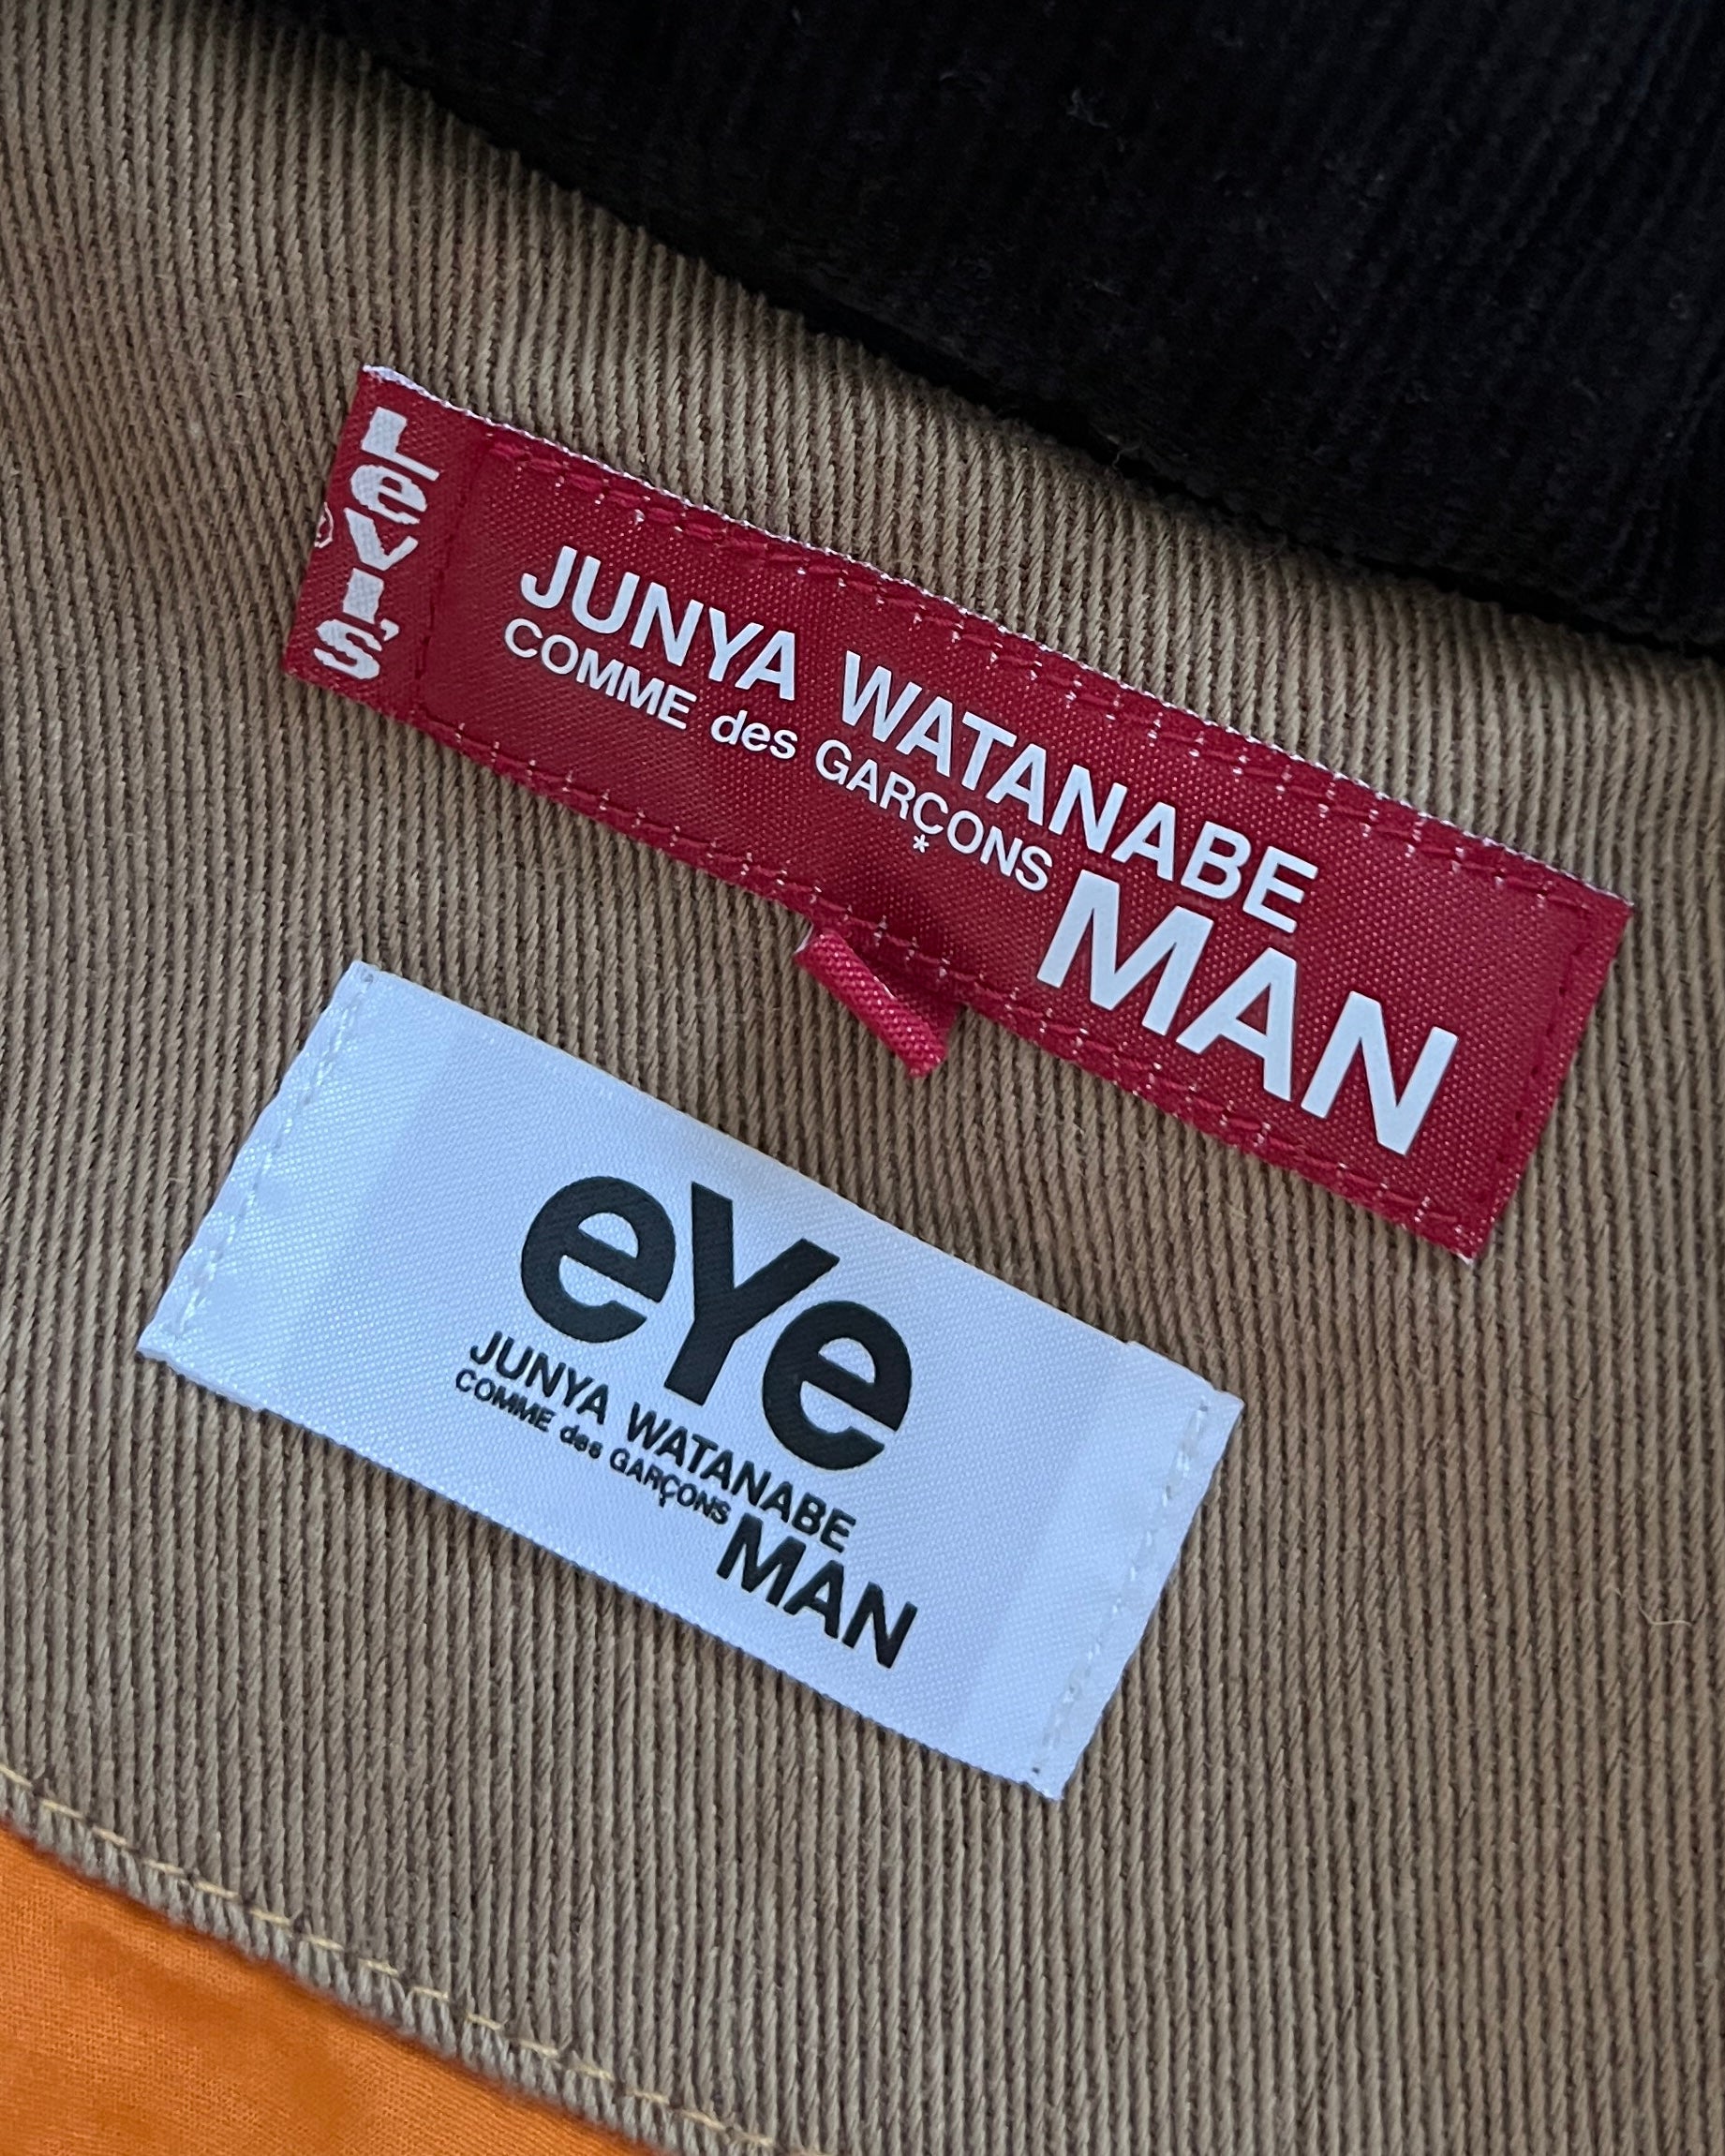 Levi's
®
JUNYA WATANABE
COMME des GARÇONS
*
MAN
eYe
JUNYA WATANABE
COMME des GARÇONS
MAN